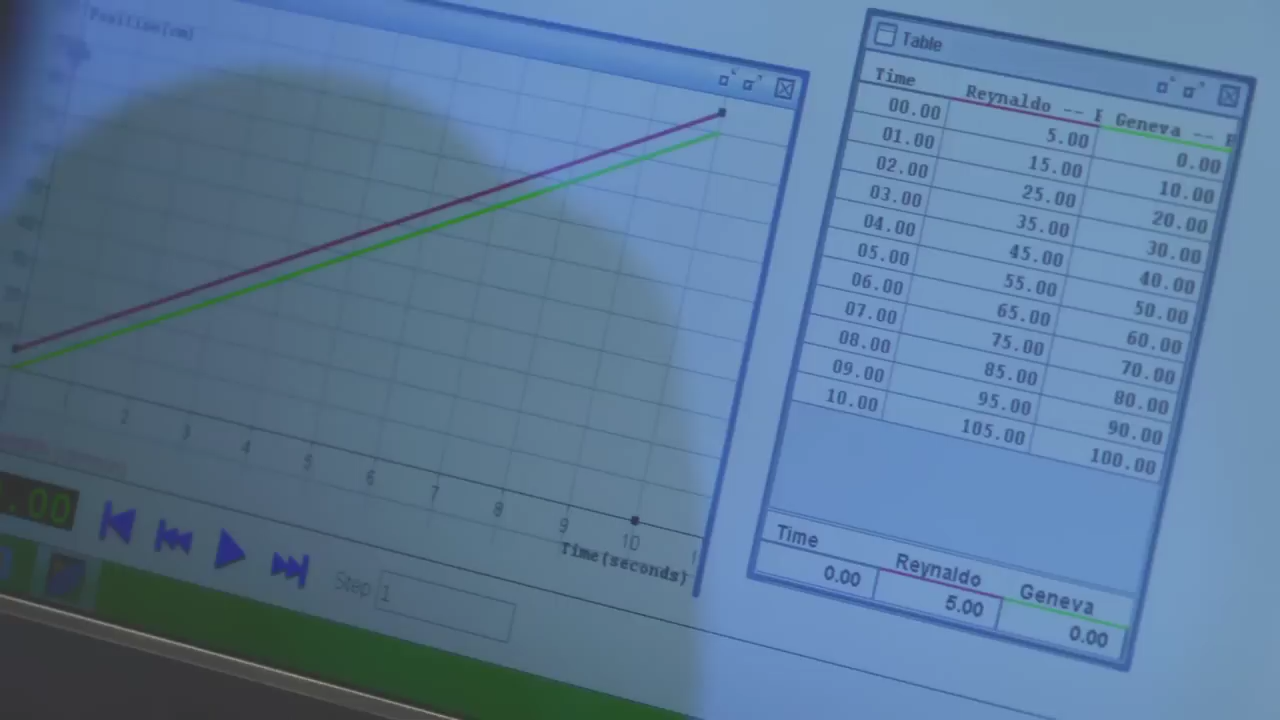 Position(cm)
2 3 4 5 6 7 8 9 10
Time(seconds)
.00
Step 1
Table
Time Reynaldo -- Geneva --
00.00 5.00 0.00
01.00 15.00 10.00
02.00 25.00 20.00
03.00 35.00 30.00
04.00 45.00 40.00
05.00 55.00 50.00
06.00 65.00 60.00
07.00 75.00 70.00
08.00 85.00 80.00
09.00 95.00 90.00
10.00 105.00 100.00
Time Reynaldo Geneva
0.00 5.00 0.00